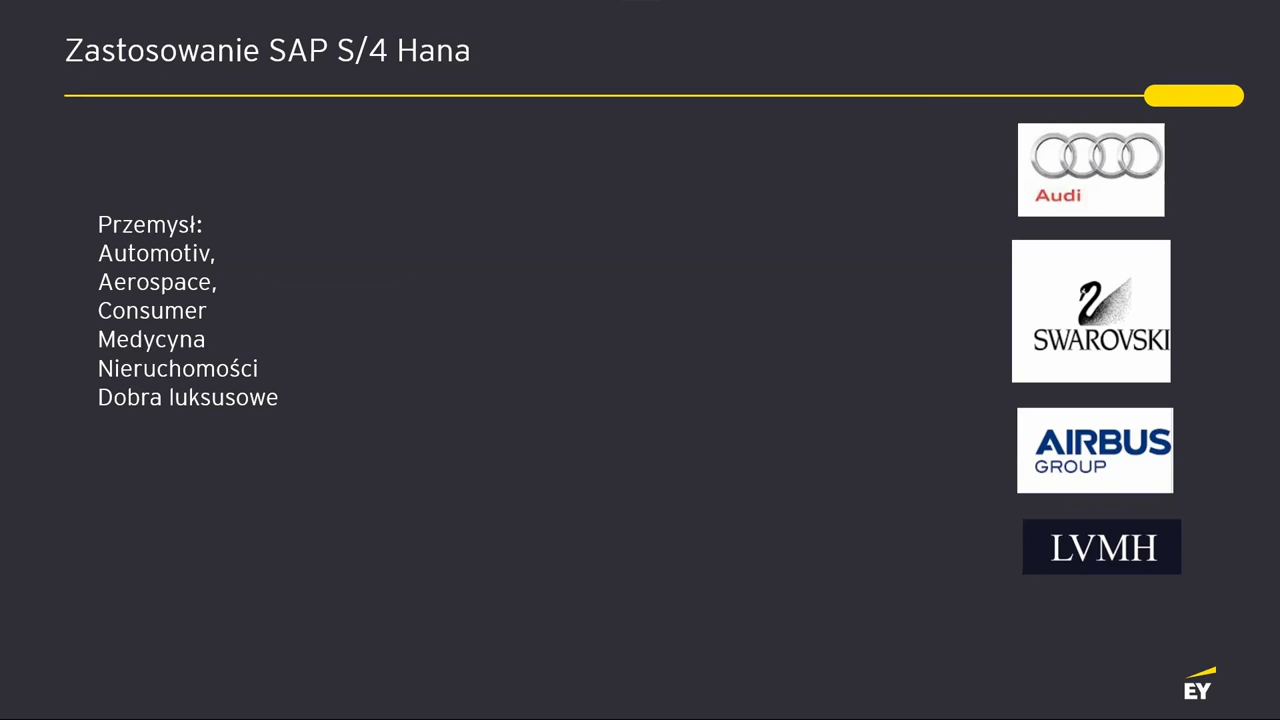 Zastosowanie SAP S/4 Hana
Przemysł:
Automotiv,
Aerospace,
Consumer
Medycyna
Nieruchomości
Dobra luksusowe
Audi
SWAROVSKI
AIRBUS
GROUP
LVMH
EY